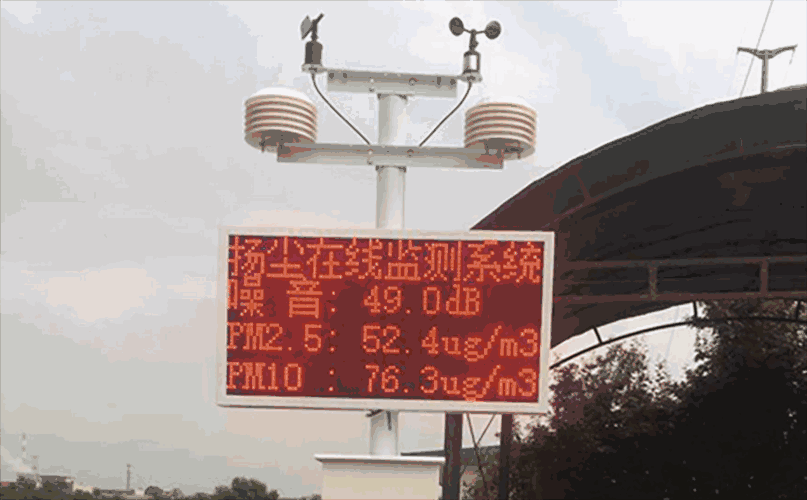 扬尘在线监测系统
噪 音: 49.0dB
PM2.5: 52.4ug/m3
PM10 : 76.3ug/m3